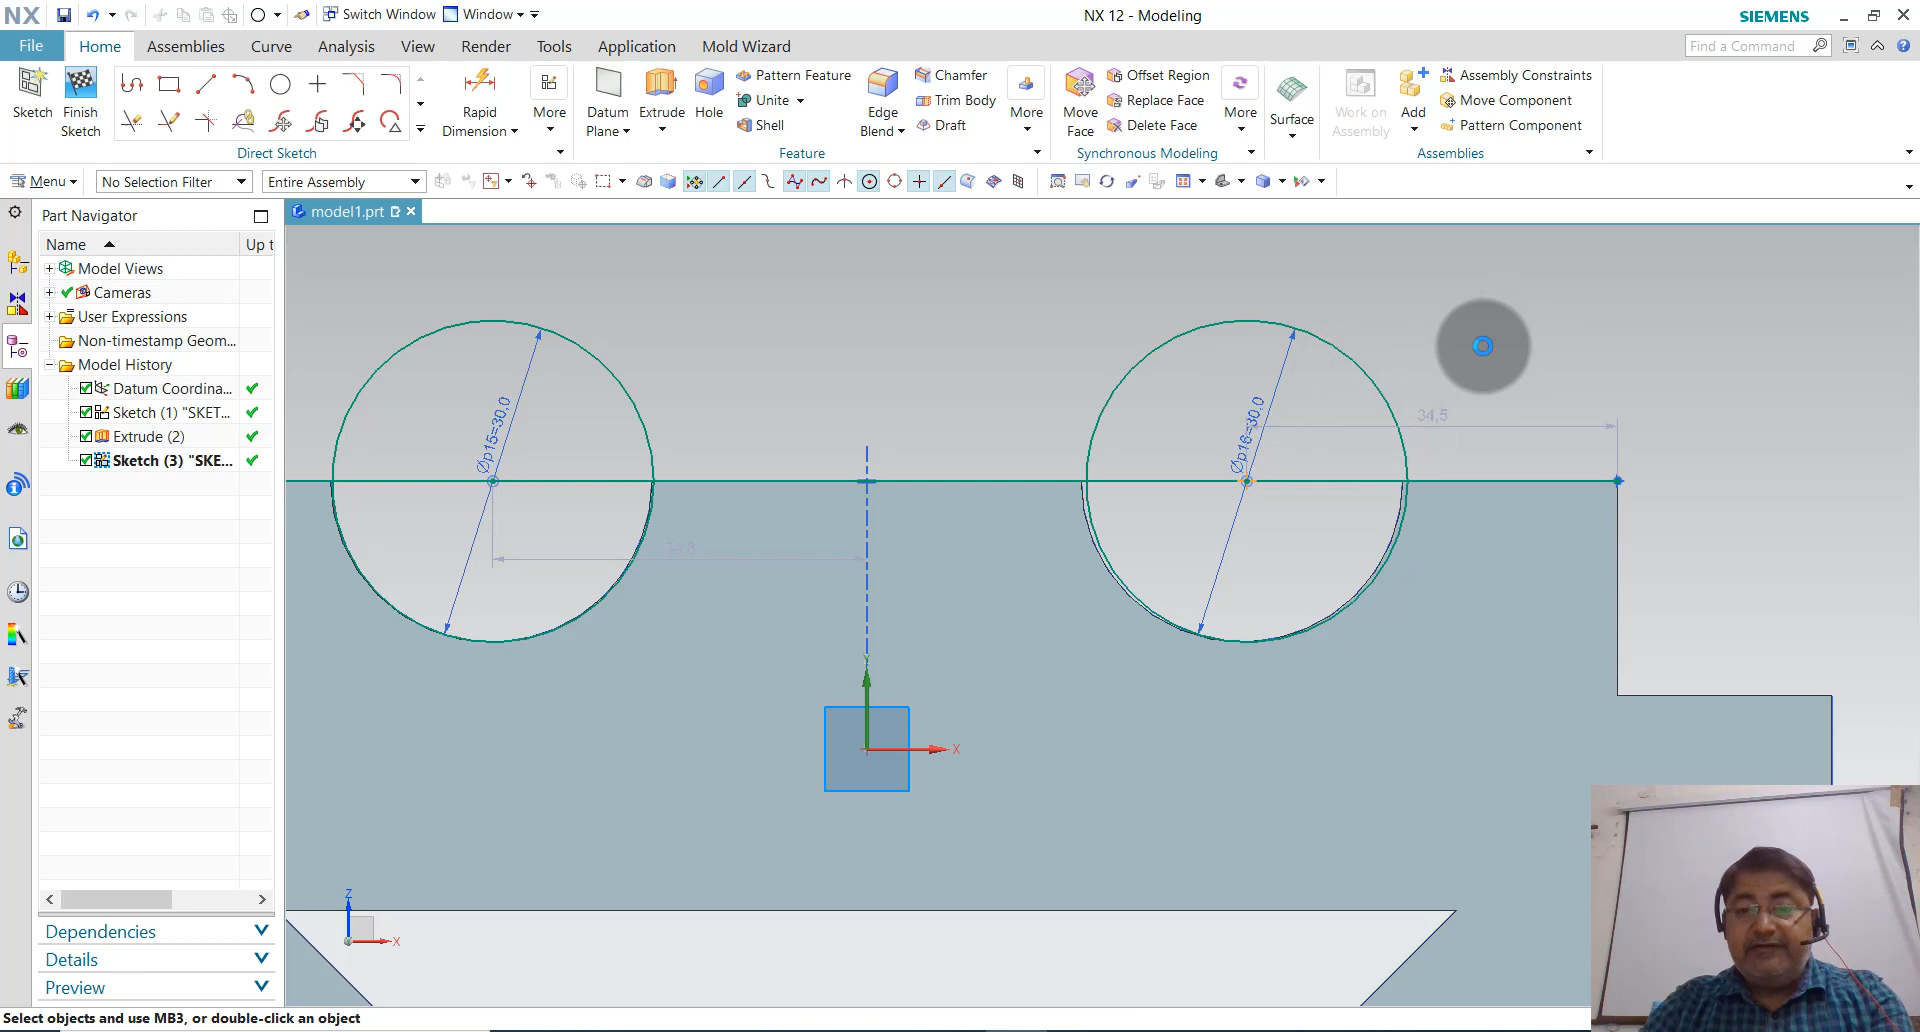 NX
Switch Window
Window
NX 12 - Modeling
SIEMENS
File
Home
Assemblies
Curve
Analysis
View
Render
Tools
Application
Mold Wizard
Find a Command
Sketch
Finish
Sketch
Direct Sketch
Rapid
Dimension
More
Datum
Plane
Extrude
Hole
Pattern Feature
Unite
Shell
Edge
Blend
Chamfer
Trim Body
Draft
More
Feature
Move
Face
Offset Region
Replace Face
Delete Face
More
Synchronous Modeling
Surface
Work on
Assembly
Add
Assembly Constraints
Move Component
Pattern Component
Assemblies
Menu
No Selection Filter
Entire Assembly
Part Navigator
model1.prt
Name
Up t
Model Views
Cameras
User Expressions
Non-timestamp Geom...
Model History
Datum Coordina...
Sketch (1) "SKET...
Extrude (2)
Sketch (3) "SKE...
Dependencies
Details
Preview
Øp15=30,0
Øp16=30,0
34,5
Y
X
Z
X
Select objects and use MB3, or double-click an object